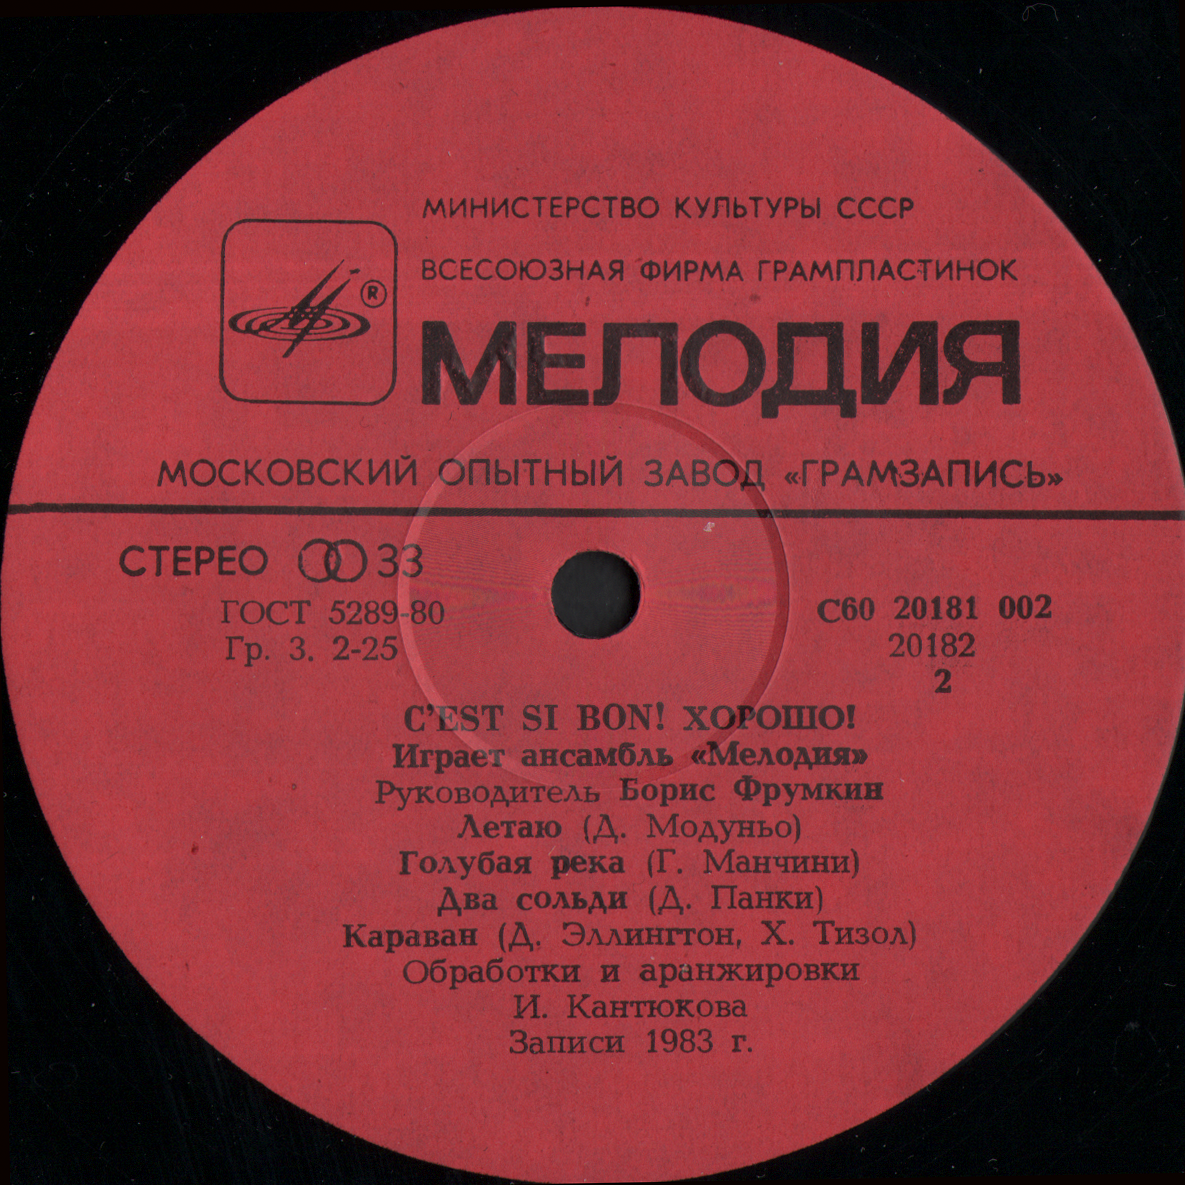 МИНИСТЕРСТВО КУЛЬТУРЫ СССР
ВСЕСОЮЗНАЯ ФИРМА ГРАМПЛАСТИНОК
®
МЕЛОДИЯ
МОСКОВСКИЙ ОПЫТНЫЙ ЗАВОД «ГРАМЗАПИСЬ»
СТЕРЕО 33
ГОСТ 5289-80
Гр. 3. 2-25
С60 20181 002
20182
2
C'EST SI BON! ХОРОШО!
Играет ансамбль «Мелодия»
Руководитель Борис Фрумкин
Летаю (Д. Модуньо)
Голубая река (Г. Манчини)
Два сольди (Д. Панки)
Караван (Д. Эллингтон, Х. Тизол)
Обработки и аранжировки
И. Кантюкова
Записи 1983 г.